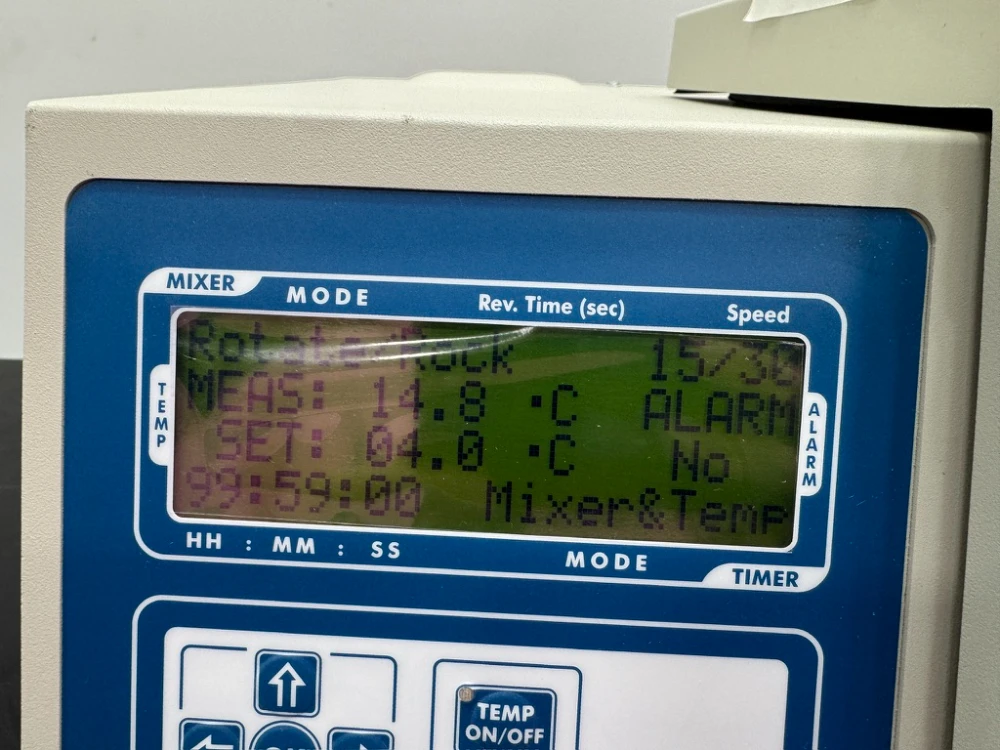 MIXER
MODE Rev. Time (sec) Speed
Rotate Rock 15/30
TEMP
MEAS: 14.8 °C ALARM
SET: 04.0 °C No
ALARM
99:59:00 Mixer&Temp
HH : MM : SS MODE
TIMER
TEMP
ON/OFF